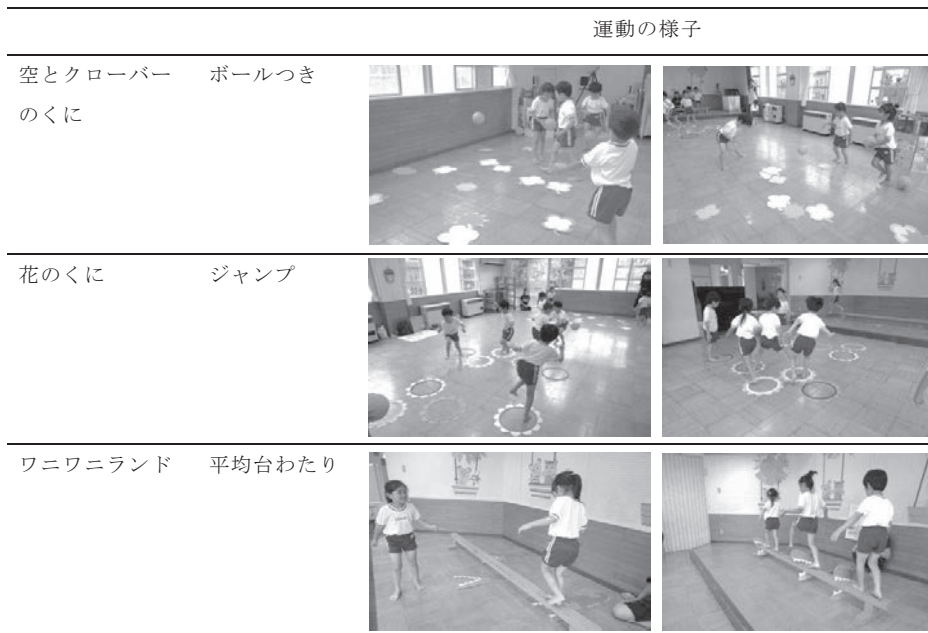 運動の様子
空とクローバー ボールつき
のくに
花のくに ジャンプ
ワニワニランド 平均台わたり